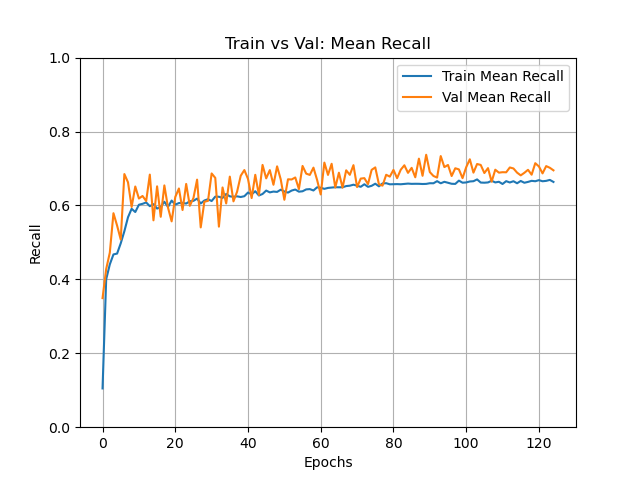 Train vs Val: Mean Recall
1.0
0.8
0.6
0.4
0.2
0.0
Recall
Train Mean Recall
Val Mean Recall
0 20 40 60 80 100 120
Epochs